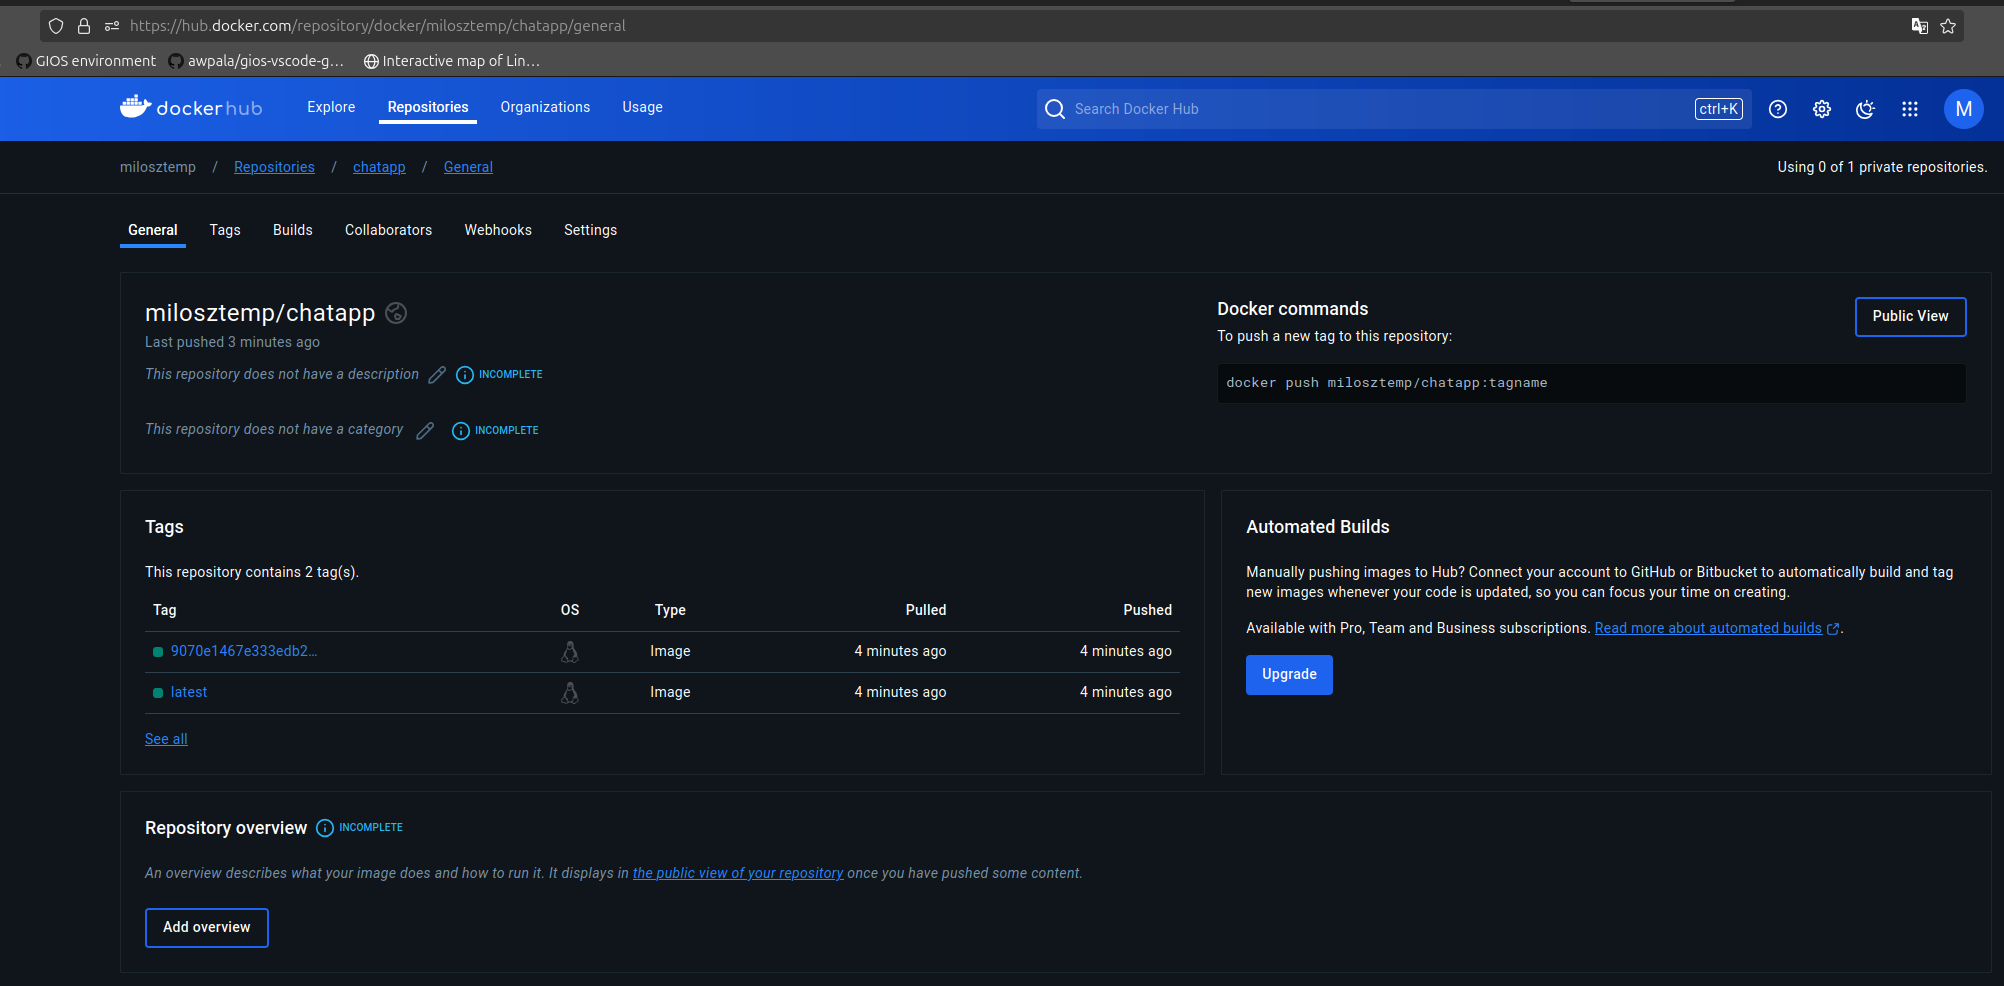 https://hub.docker.com/repository/docker/milosztemp/chatapp/general
GIOS environment awpala/gios-vscode-g... Interactive map of Lin...
dockerhub Explore Repositories Organizations Usage Search Docker Hub ctrl+K M
milosztemp / Repositories / chatapp / General Using 0 of 1 private repositories.
General Tags Builds Collaborators Webhooks Settings
milosztemp/chatapp
Last pushed 3 minutes ago
This repository does not have a description INCOMPLETE
This repository does not have a category INCOMPLETE
Docker commands
Public View
To push a new tag to this repository:
docker push milosztemp/chatapp:tagname
Tags
This repository contains 2 tag(s).
Tag OS Type Pulled Pushed
9070e1467e333edb2... Image 4 minutes ago 4 minutes ago
latest Image 4 minutes ago 4 minutes ago
See all
Automated Builds
Manually pushing images to Hub? Connect your account to GitHub or Bitbucket to automatically build and tag
new images whenever your code is updated, so you can focus your time on creating.
Available with Pro, Team and Business subscriptions. Read more about automated builds.
Upgrade
Repository overview INCOMPLETE
An overview describes what your image does and how to run it. It displays in the public view of your repository once you have pushed some content.
Add overview